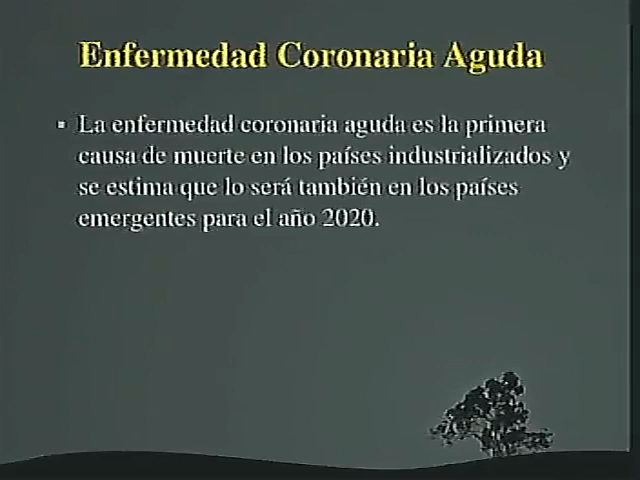 Enfermedad Coronaria Aguda
▪ La enfermedad coronaria aguda es la primera
causa de muerte en los países industrializados y
se estima que lo será también en los países
emergentes para el año 2020.